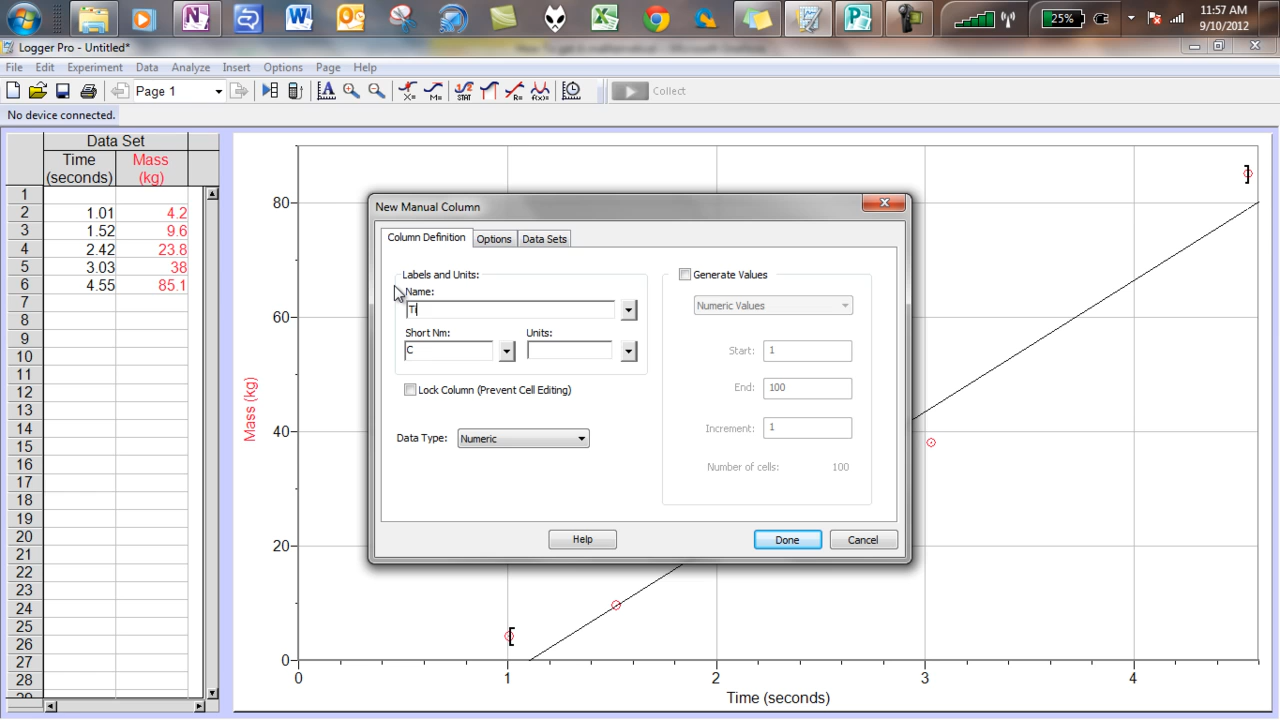 11:57 AM
25%
9/10/2012
Logger Pro - Untitled*
File Edit Experiment Data Analyze Insert Options Page Help
Page 1
Collect
No device connected.
Data Set
Time
(seconds)
Mass
(kg)
1
2 1.01 4.2
3 1.52 9.6
4 2.42 23.8
5 3.03 38
6 4.55 85.1
7
8
9
10
11
12
13
14
15
16
17
18
19
20
21
22
23
24
25
26
27
28
29
New Manual Column
Column Definition Options Data Sets
Labels and Units:
Name:
TI
Short Nm: Units:
C
Lock Column (Prevent Cell Editing)
Data Type: Numeric
Generate Values
Numeric Values
Start: 1
End: 100
Increment: 1
Number of cells: 100
Help Done Cancel
Mass (kg)
80
60
40
20
0
0 1 2 3 4
Time (seconds)